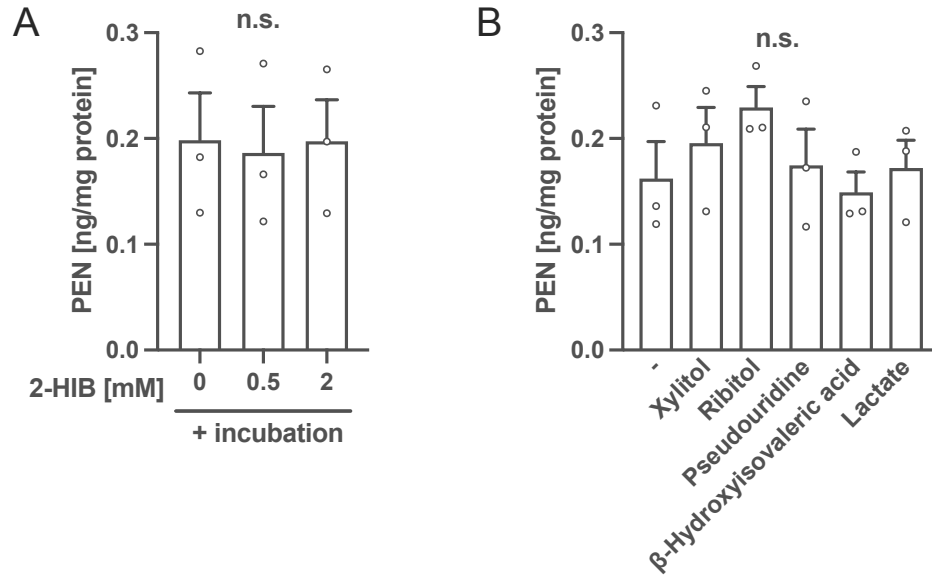 A
n.s.
PEN [ng/mg protein]
0.3
0.2
0.1
0.0
2-HIB [mM] 0 0.5 2
+ incubation
B
n.s.
PEN [ng/mg protein]
0.3
0.2
0.1
0.0
-
Xylitol
Ribitol
Pseudouridine
β-Hydroxyisovaleric acid
Lactate